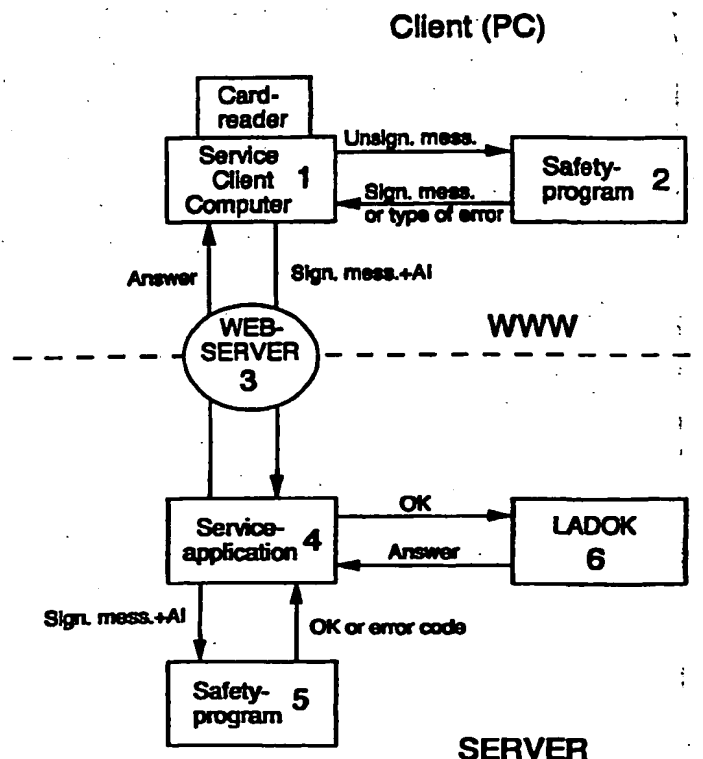 Client (PC)
Card-
reader
Service
Client 1
Computer
Unsign. mess.
Sign. mess.
or type of error
Safety-
program 2
Answer
Sign. mess.+AI
WEB-
SERVER
3
WWW
Service-
application 4
OK
Answer
LADOK
6
Sign. mess.+AI
OK or error code
Safety-
program 5
SERVER